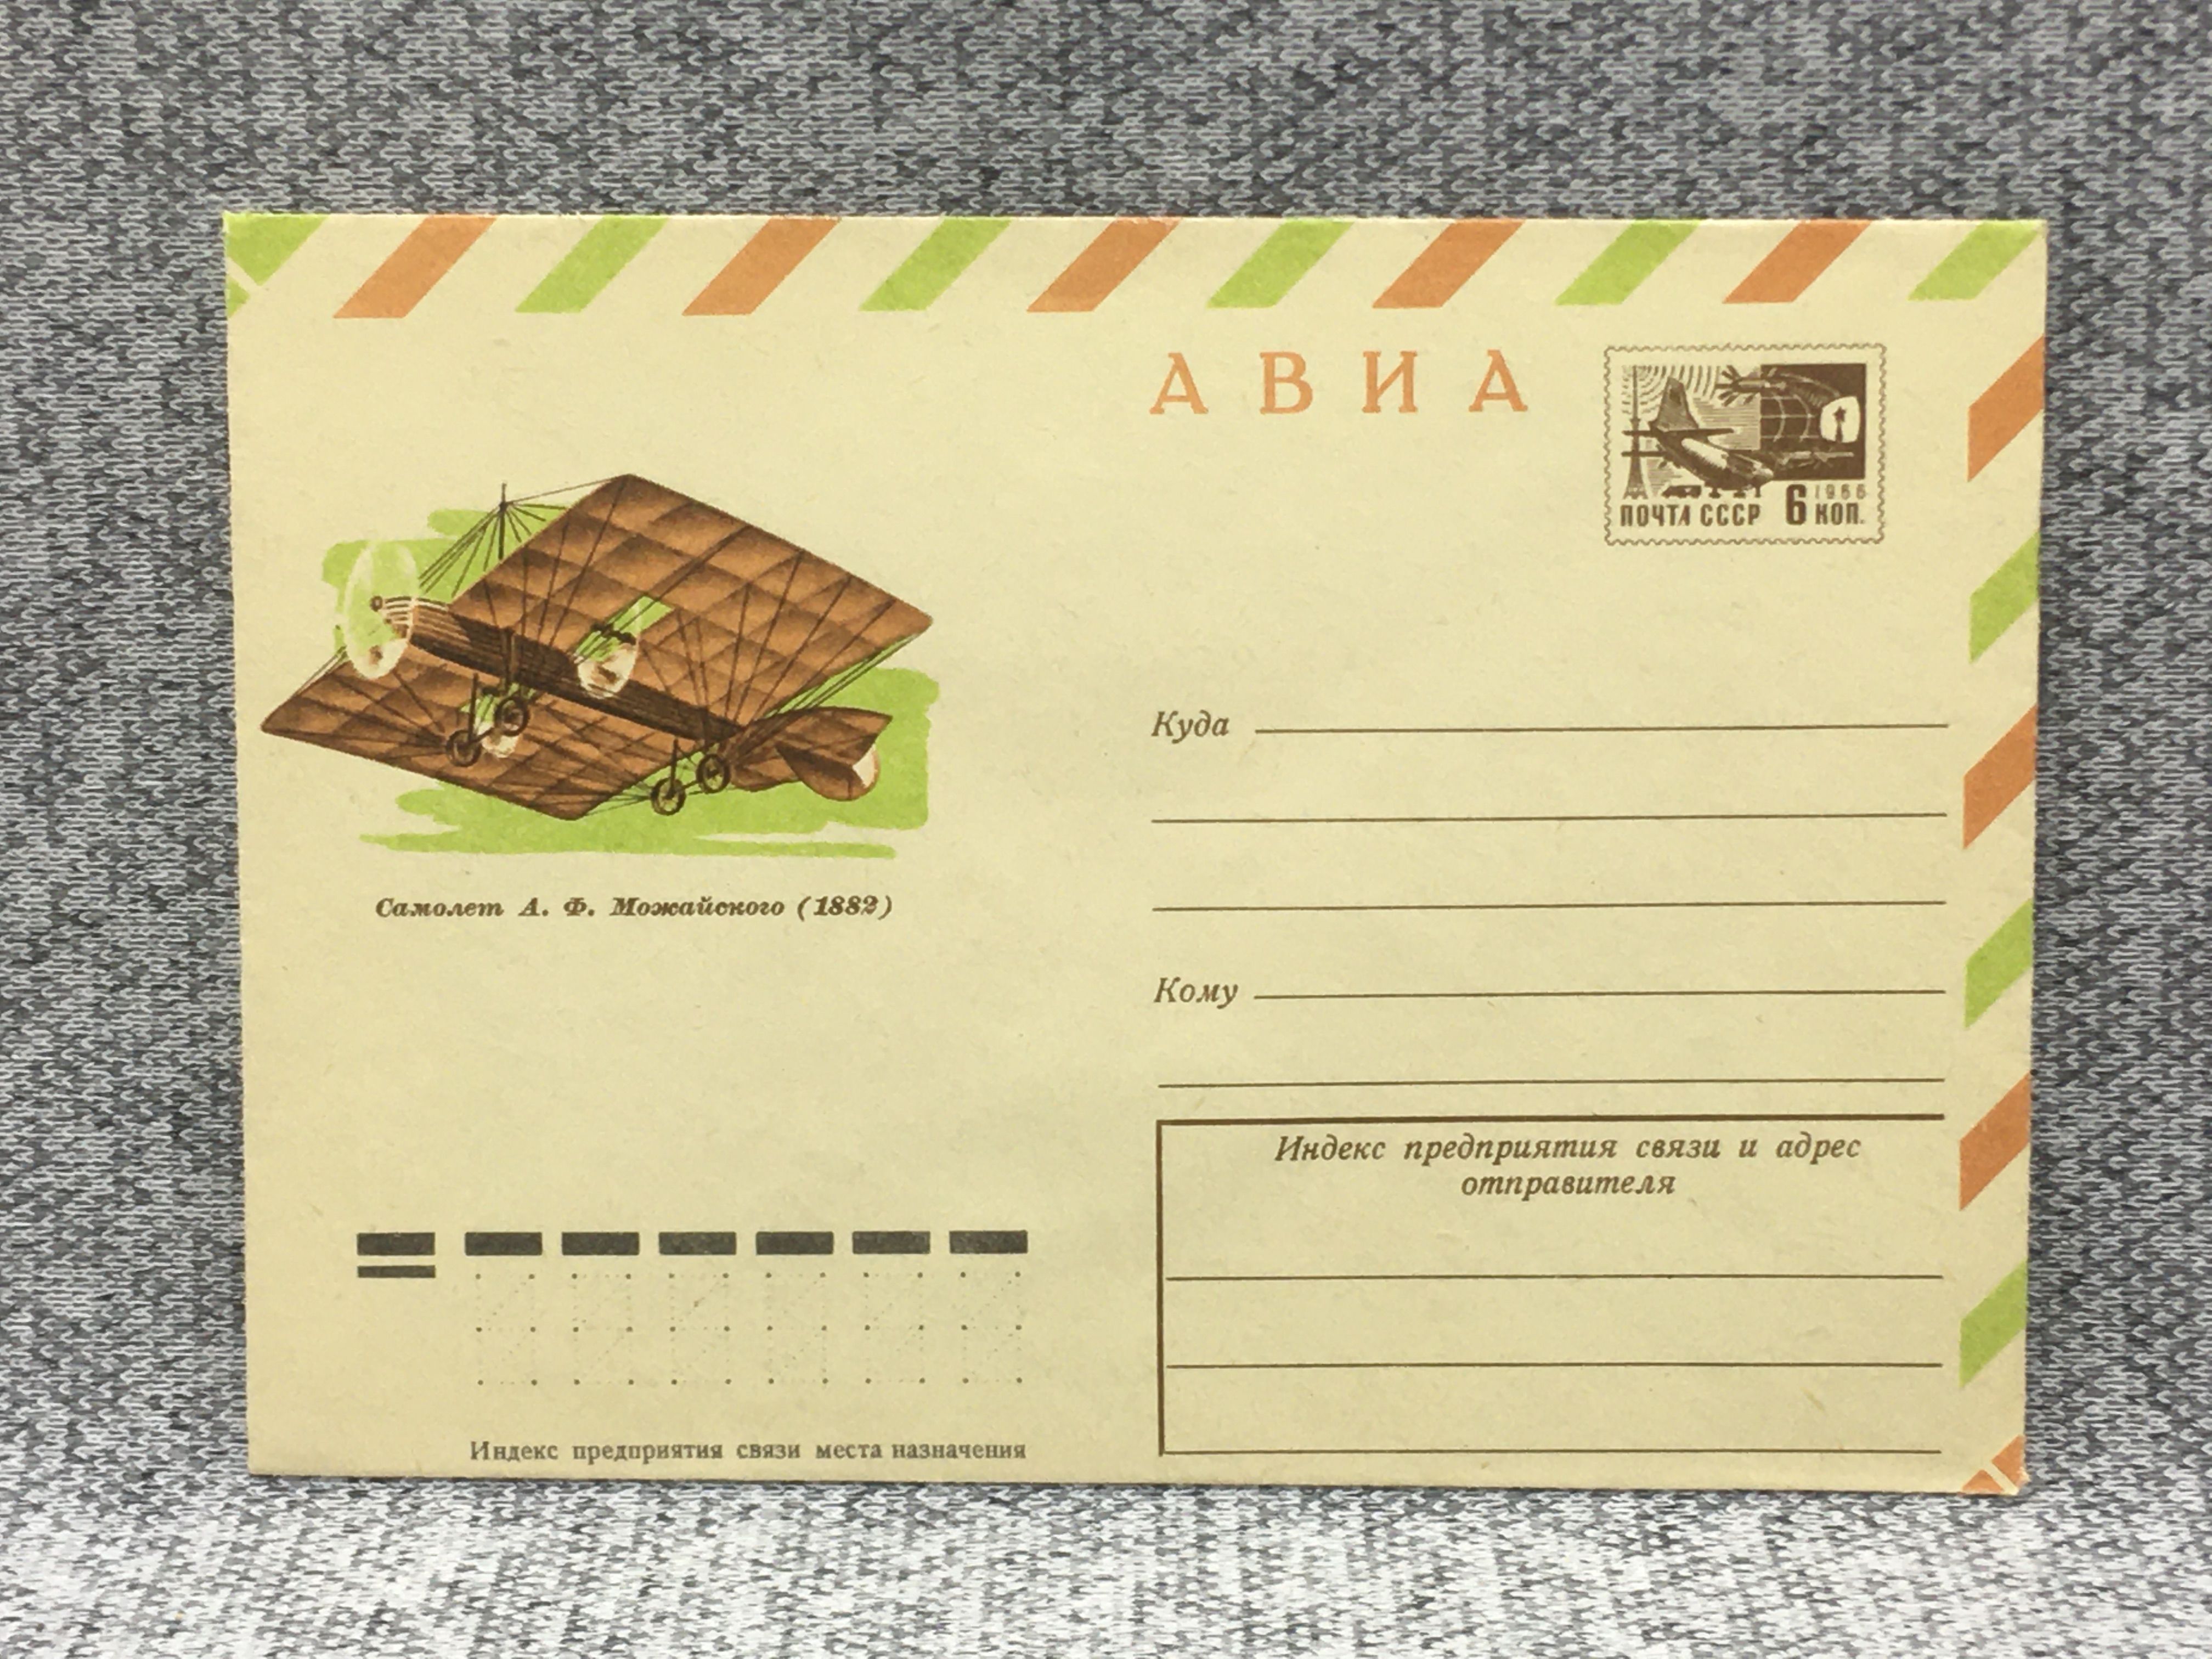 АВИА
1966
ПОЧТА СССР 6 КОП.
Самолет А. Ф. Можайского (1882)
Куда
Кому
Индекс предприятия связи и адрес
отправителя
Индекс предприятия связи места назначения